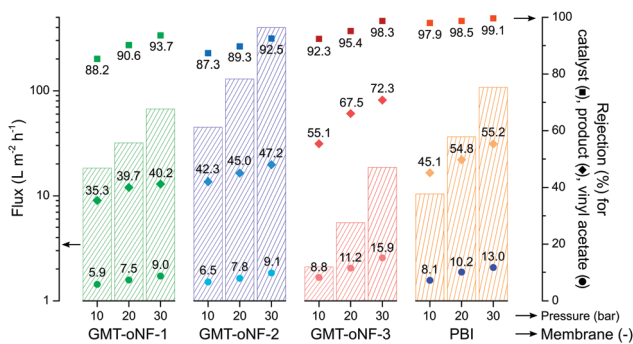 Flux (L m⁻² h⁻¹)
100
10
1
88.2 90.6 93.7
35.3 39.7 40.2
5.9 7.5 9.0
10 20 30
GMT-oNF-1
87.3 89.3 92.5
42.3 45.0 47.2
6.5 7.8 9.1
10 20 30
GMT-oNF-2
92.3 95.4 98.3
55.1 67.5 72.3
8.8 11.2 15.9
10 20 30
GMT-oNF-3
97.9 98.5 99.1
45.1 54.8 55.2
8.1 10.2 13.0
10 20 30
PBI
100
80
60
40
20
0
Rejection (%) for
catalyst (■), product (◆), vinyl acetate (●)
Pressure (bar)
Membrane (-)